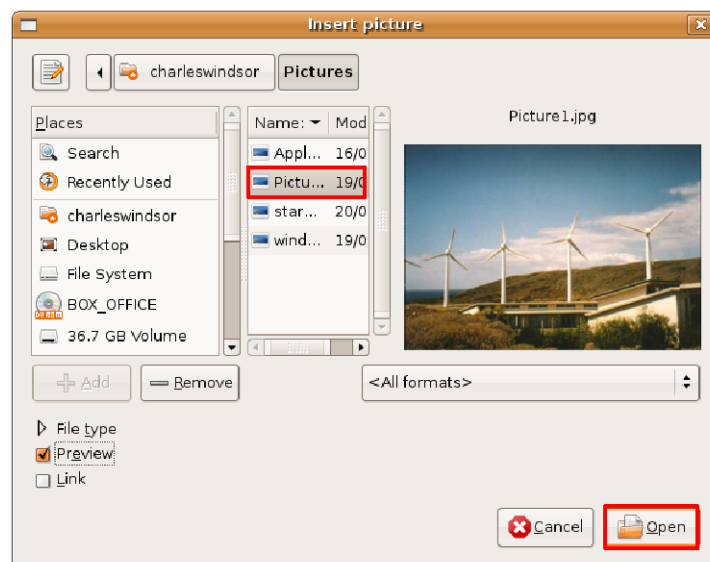 Insert picture
charleswindsor Pictures
Places
Search
Recently Used
charleswindsor
Desktop
File System
BOX_OFFICE
36.7 GB Volume
Name: Mod
Appl... 16/0
Pictu... 19/0
star... 20/0
wind... 19/0
Picture1.jpg
Add Remove <All formats>
File type
Preview
Link
Cancel Open